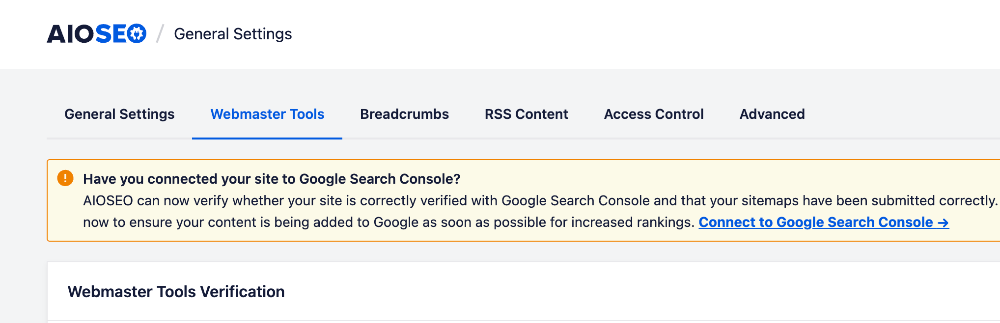 AIOSEO / General Settings
General Settings Webmaster Tools Breadcrumbs RSS Content Access Control Advanced
Have you connected your site to Google Search Console?
AIOSEO can now verify whether your site is correctly verified with Google Search Console and that your sitemaps have been submitted correctly.
now to ensure your content is being added to Google as soon as possible for increased rankings. Connect to Google Search Console →
Webmaster Tools Verification